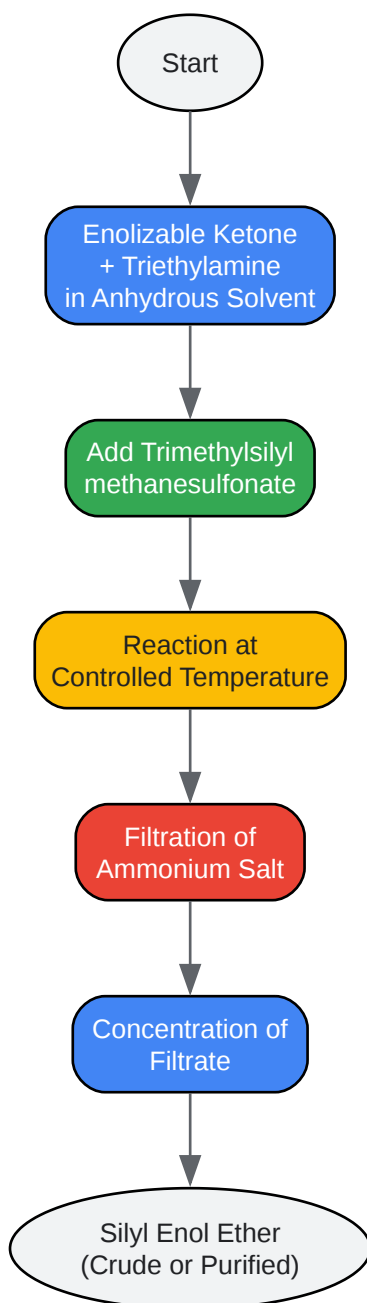 Start
Enolizable Ketone
+ Triethylamine
in Anhydrous Solvent
Add Trimethylsilyl
methanesulfonate
Reaction at
Controlled Temperature
Filtration of
Ammonium Salt
Concentration of
Filtrate
Silyl Enol Ether
(Crude or Purified)